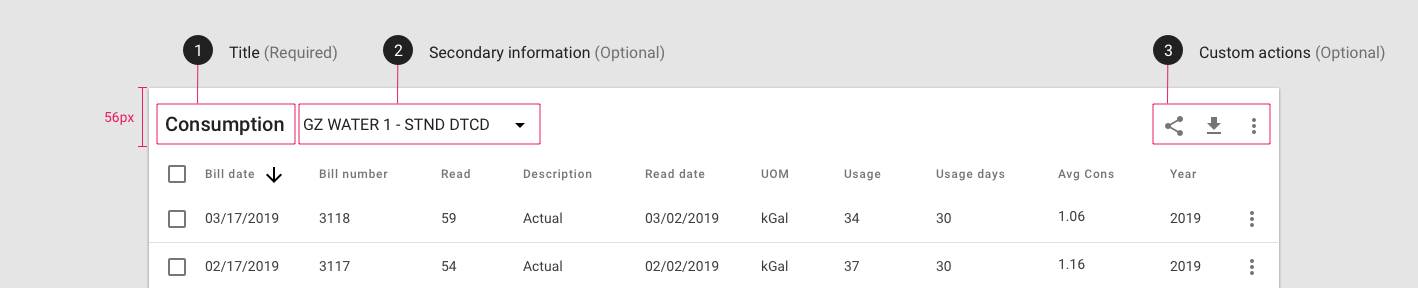 1 Title (Required) 2 Secondary information (Optional) 3 Custom actions (Optional)
56px
Consumption GZ WATER 1 - STND DTCD
Bill date Bill number Read Description Read date UOM Usage Usage days Avg Cons Year
03/17/2019 3118 59 Actual 03/02/2019 kGal 34 30 1.06 2019
02/17/2019 3117 54 Actual 02/02/2019 kGal 37 30 1.16 2019